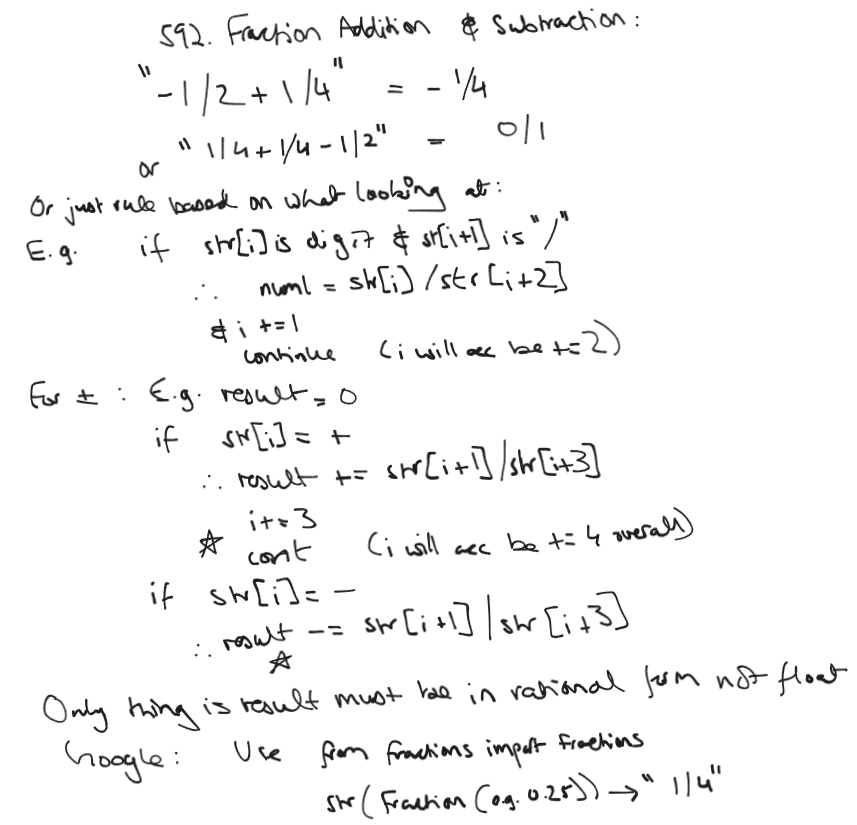 592. Fraction Addition & Subtraction:
"-1/2+1/4" = -1/4
or "1/4+1/4-1/2" = 0/1
Or just rule based on what looking at:
E.g. if str[i] is digit & str[i+1] is "/"
∴ num1 = str[i]/str[i+2]
& i +=1
continue (i will acc be +=2)
For ± : E.g. result = 0
if str[i] = +
∴ result += str[i+1]/str[i+3]
i+=3
☆ cont (i will acc be += 4 overall)
if str[i] = -
∴ result -= str[i+1]/str[i+3]
☆
Only thing is result must be in rational form not float
Google: Use from fractions import Fractions
str(Fraction(e.g. 0.25)) → "1/4"